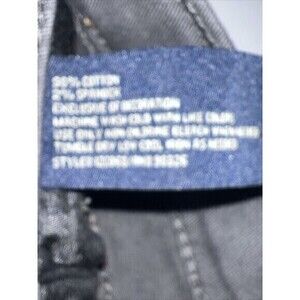 98% COTTON
2% SPANDEX
EXCLUSIVE OF DECORATION
MACHINE WASH COLD WITH LIKE COLORS
USE ONLY NON CHLORINE BLEACH WHEN NEEDED
TUMBLE DRY LOW COOL IRON AS NEEDED
STYLE#